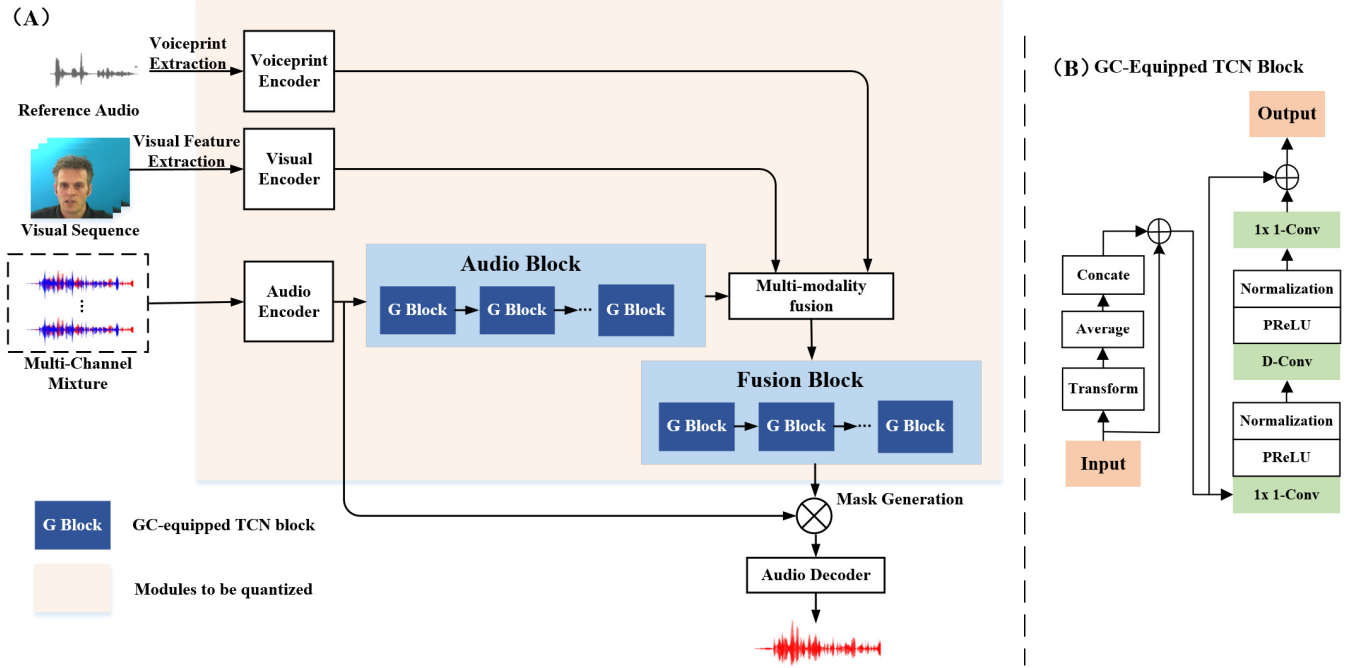 (A)
Voiceprint
Extraction
Reference Audio
Voiceprint
Encoder
Visual Feature
Extraction
Visual Sequence
Visual
Encoder
⋮
Multi-Channel
Mixture
Audio
Encoder
Audio Block
G Block
G Block
...
G Block
Multi-modality
fusion
Fusion Block
G Block
G Block
...
G Block
Mask Generation
Audio Decoder
G Block
GC-equipped TCN block
Modules to be quantized
(B) GC-Equipped TCN Block
Output
1x 1-Conv
Normalization
PReLU
D-Conv
Normalization
PReLU
1x 1-Conv
Concate
Average
Transform
Input